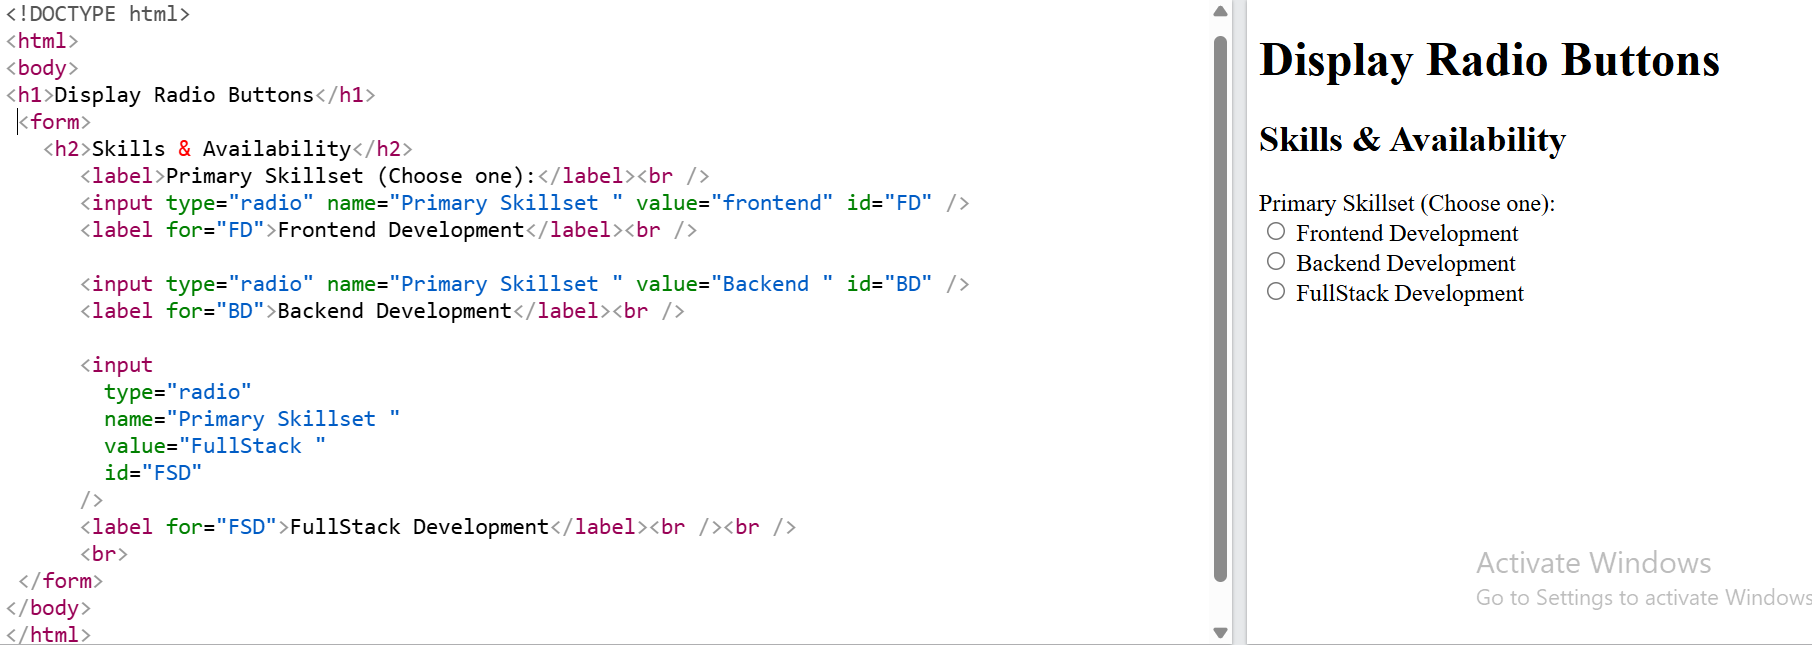 <!DOCTYPE html>
<html>
<body>
<h1>Display Radio Buttons</h1>
<form>
<h2>Skills & Availability</h2>
<label>Primary Skillset (Choose one):</label><br />
<input type="radio" name="Primary Skillset " value="frontend" id="FD" />
<label for="FD">Frontend Development</label><br />
<input type="radio" name="Primary Skillset " value="Backend " id="BD" />
<label for="BD">Backend Development</label><br />
<input
type="radio"
name="Primary Skillset "
value="FullStack "
id="FSD"
/>
<label for="FSD">FullStack Development</label><br /><br />
<br>
</form>
</body>
</html>
Display Radio Buttons
Skills & Availability
Primary Skillset (Choose one):
Frontend Development
Backend Development
FullStack Development
Activate Windows
Go to Settings to activate Windows